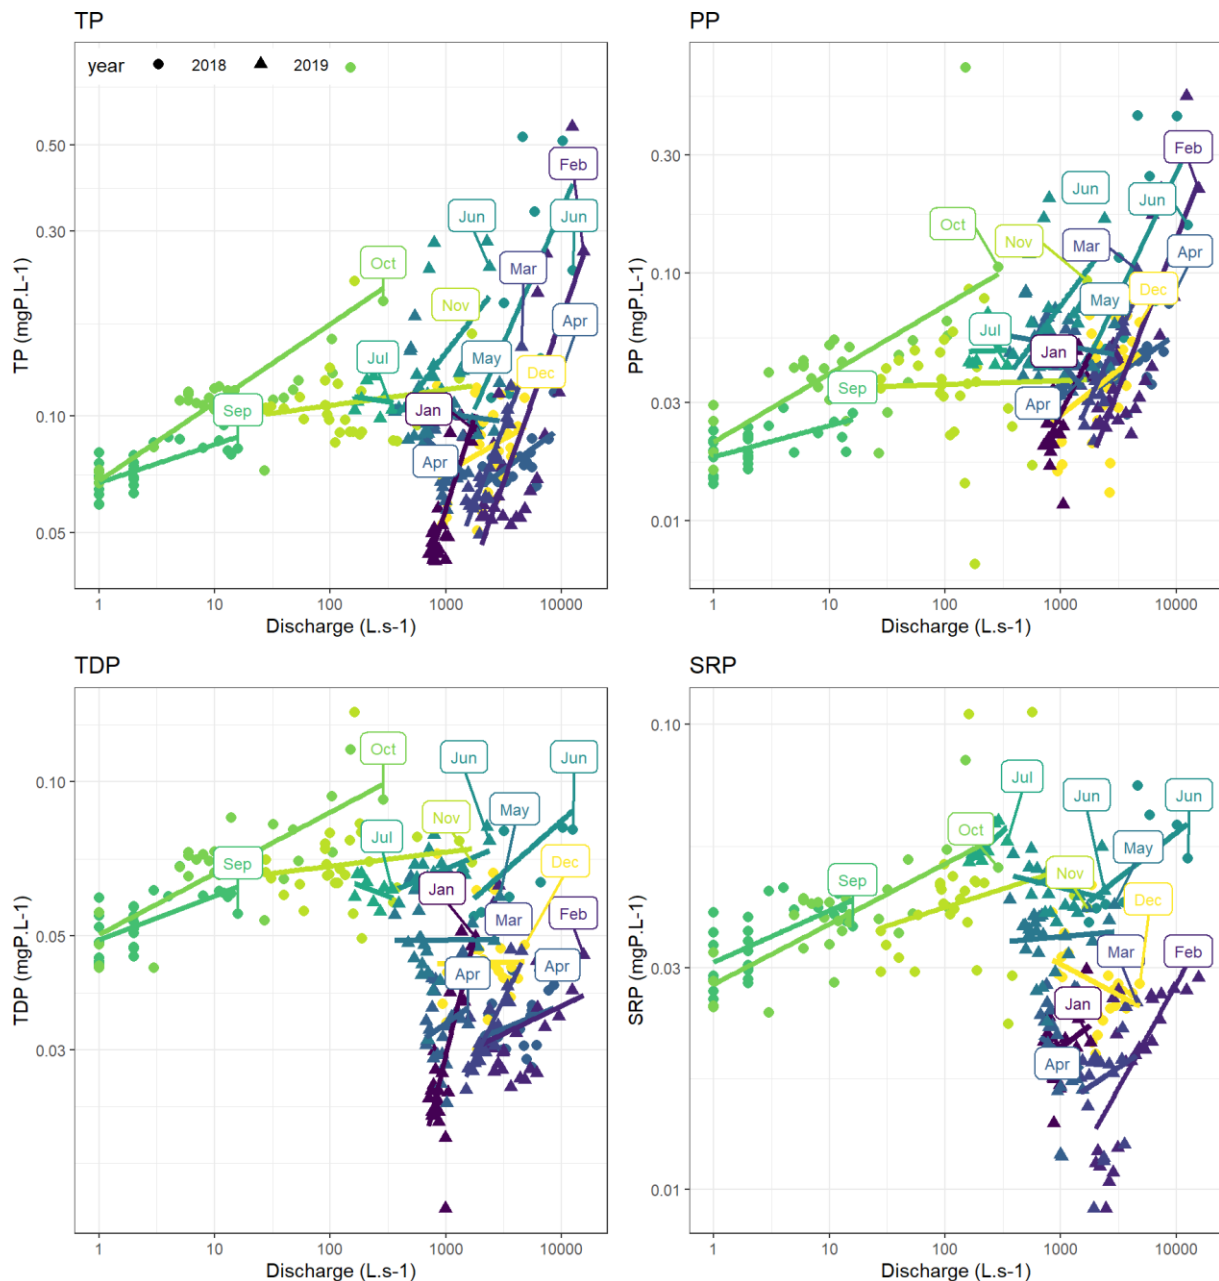 TP
year 2018 2019
TP (mgP.L-1)
0.50
0.30
0.10
0.05
Feb
Jun
Jun
Oct
Mar
Nov
Apr
Jul
May
Dec
Sep
Jan
Apr
1 10 100 1000 10000
Discharge (L.s-1)
PP
PP (mgP.L-1)
0.30
0.10
0.03
0.01
Feb
Jun
Jun
Oct
Nov
Mar
Apr
Dec
May
Jul
Jan
Sep
Apr
1 10 100 1000 10000
Discharge (L.s-1)
TDP
TDP (mgP.L-1)
0.10
0.05
0.03
Oct
Jun
Jun
May
Nov
Jul
Sep
Dec
Jan
Mar
Feb
Apr
Apr
1 10 100 1000 10000
Discharge (L.s-1)
SRP
SRP (mgP.L-1)
0.10
0.03
0.01
Jul
Jun
Jun
Oct
May
Nov
Sep
Dec
Mar
Feb
Jan
Apr
1 10 100 1000 10000
Discharge (L.s-1)